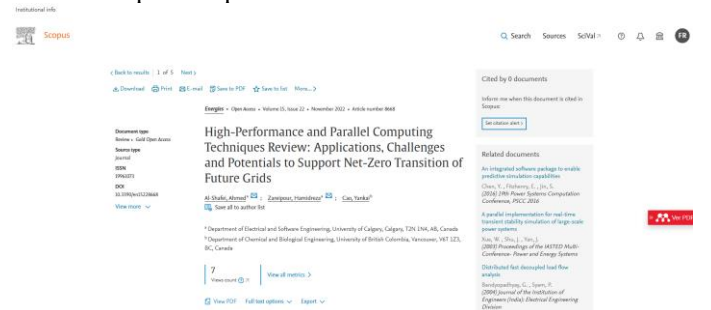 Institutional info
Scopus
Search Sources SciVal
FR
< Back to results | 1 of 5 Next >
Download Print E-mail Save to PDF Save to list More... >
Energies • Open Access • Volume 15, Issue 22 • November 2022 • Article number 8668
Document type
Review • Gold Open Access
Source type
Journal
ISSN
19961073
DOI
10.3390/en15228668
View more
High-Performance and Parallel Computing
Techniques Review: Applications, Challenges
and Potentials to Support Net-Zero Transition of
Future Grids
Al-Shafei, Ahmed a ; Zareipour, Hamidreza a ; Cao, Yankai b
Save all to author list
a Department of Electrical and Software Engineering, University of Calgary, Calgary, T2N 1N4, AB, Canada
b Department of Chemical and Biological Engineering, University of British Colombia, Vancouver, V6T 1Z3,
BC, Canada
7
Views count
View all metrics >
View PDF Full text options Export
Cited by 0 documents
Inform me when this document is cited in
Scopus:
Set citation alert >
Related documents
An integrated software package to enable
predictive simulation capabilities
Chen, Y. , Fitzhenry, E. , Jin, S.
(2016) 19th Power Systems Computation
Conference, PSCC 2016
A parallel implementation for real-time
transient stability simulation of large-scale
power systems
Xue, W. , Shu, J. , Yan, J.
(2003) Proceedings of the IASTED Multi-
Conference- Power and Energy Systems
Distributed fast decoupled load flow
analysis
Bandyopadhyay, G. , Syam, P.
(2004) Journal of the Institution of
Engineers (India): Electrical Engineering
Division
Ver PDF